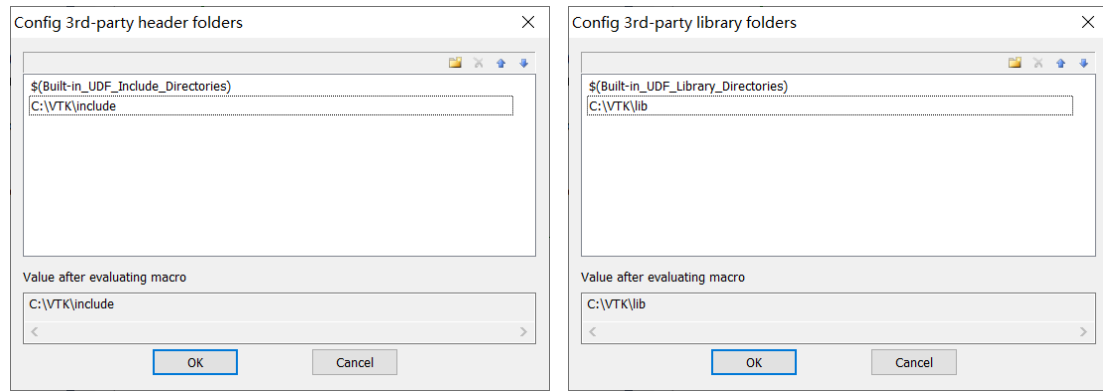 Config 3rd-party header folders
$(Built-in_UDF_Include_Directories)
C:\VTK\include
Value after evaluating macro
C:\VTK\include
OK
Cancel
Config 3rd-party library folders
$(Built-in_UDF_Library_Directories)
C:\VTK\lib
Value after evaluating macro
C:\VTK\lib
OK
Cancel